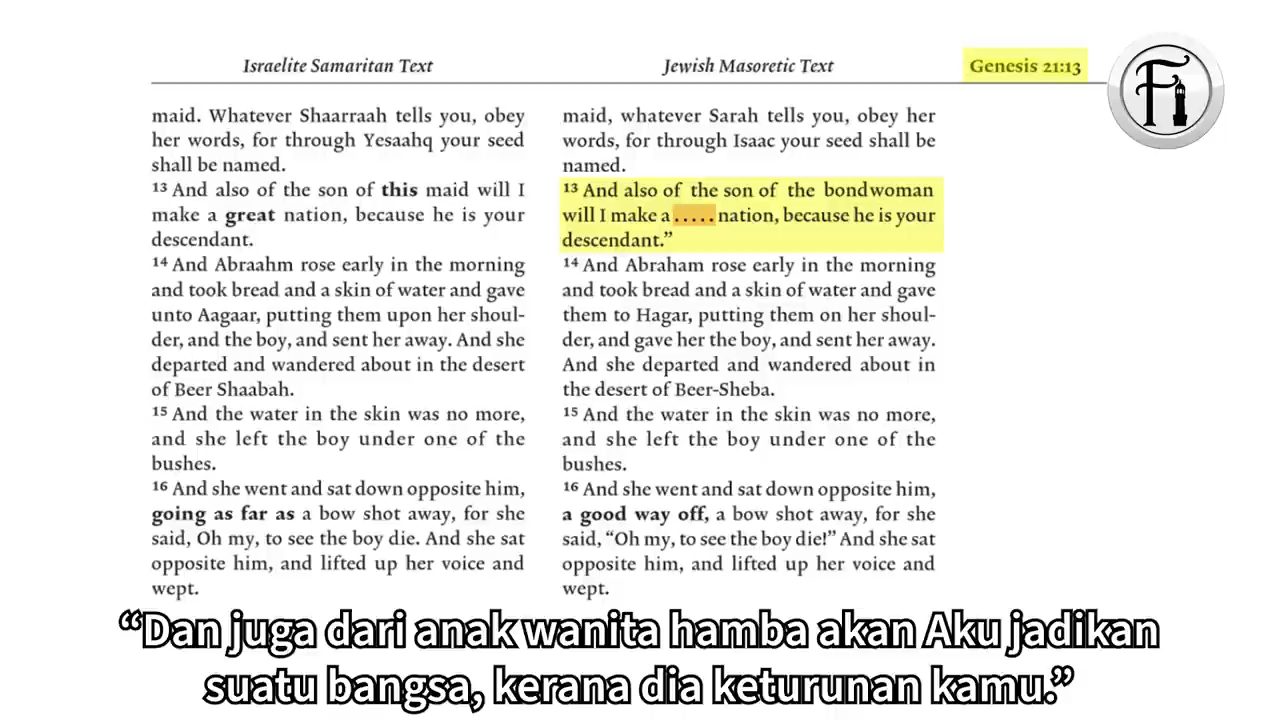 Israelite Samaritan Text
Jewish Masoretic Text
Genesis 21:13
Fi
maid. Whatever Shaarraah tells you, obey
her words, for through Yesaahq your seed
shall be named.
13 And also of the son of this maid will I
make a great nation, because he is your
descendant.
14 And Abraahm rose early in the morning
and took bread and a skin of water and gave
unto Aagaar, putting them upon her shoul-
der, and the boy, and sent her away. And she
departed and wandered about in the desert
of Beer Shaabah.
15 And the water in the skin was no more,
and she left the boy under one of the
bushes.
16 And she went and sat down opposite him,
going as far as a bow shot away, for she
said, Oh my, to see the boy die. And she sat
opposite him, and lifted up her voice and
wept.
maid, whatever Sarah tells you, obey her
words, for through Isaac your seed shall be
named.
13 And also of the son of the bondwoman
will I make a ..... nation, because he is your
descendant.”
14 And Abraham rose early in the morning
and took bread and a skin of water and gave
them to Hagar, putting them on her shoul-
der, and gave her the boy, and sent her away.
And she departed and wandered about in
the desert of Beer-Sheba.
15 And the water in the skin was no more,
and she left the boy under one of the
bushes.
16 And she went and sat down opposite him,
a good way off, a bow shot away, for she
said, “Oh my, to see the boy die!” And she sat
opposite him, and lifted up her voice and
wept.
“Dan juga dari anak wanita hamba akan Aku jadikan
suatu bangsa, kerana dia keturunan kamu.”